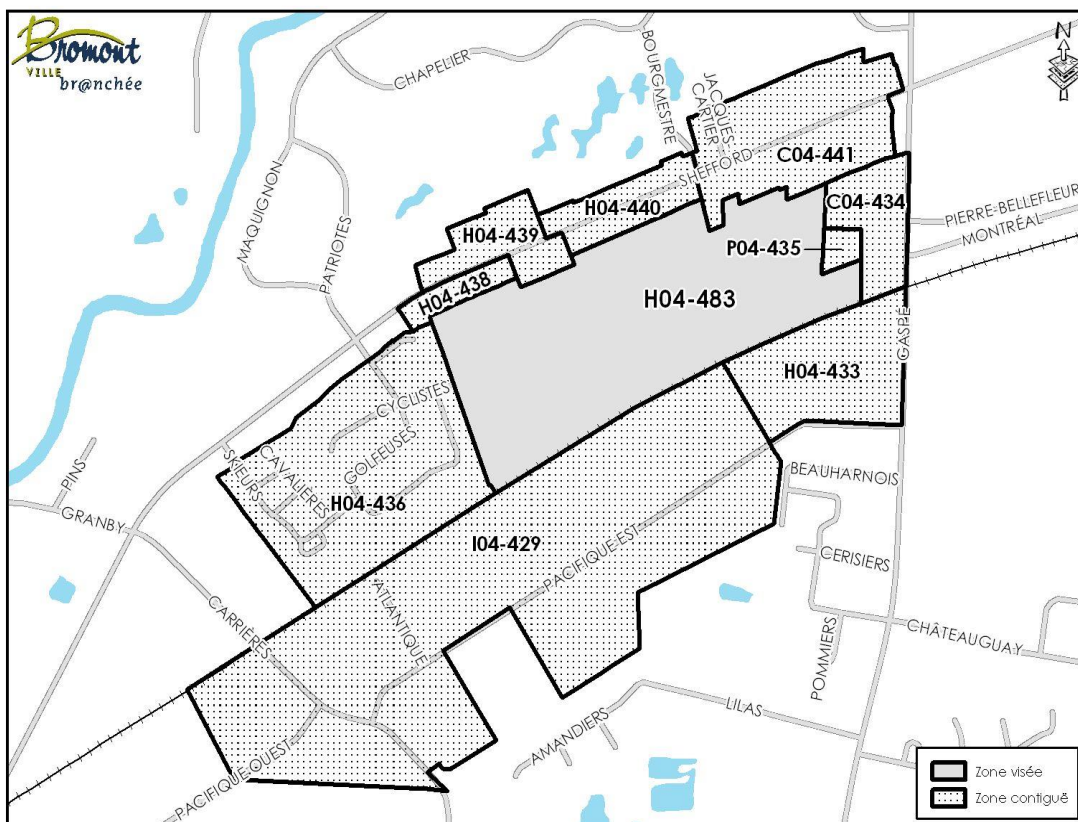 Bromont
VILLE
br@nchée
N
CHAPELIER
BOURGMESTRE
JACQUES-
CARTIER
SHEFFORD
C04-441
C04-434
H04-440
H04-439
H04-438
P04-435
PIERRE-BELLEFLEUR
MONTRÉAL
MAQUIGNON
PATRIOTES
H04-483
GASPÉ
H04-433
CYCLISTES
GOLFEUSES
CAVALIÈRES
SKIEURS
H04-436
PINS
GRANBY
I04-429
BEAUHARNOIS
PACIFIQUE EST
CERISIERS
ATLANTIQUE
CARRIÈRES
POMMIERS
CHÂTEAUGUAY
LILAS
AMANDIERS
PACIFIQUE OUEST
Zone visée
Zone contiguë